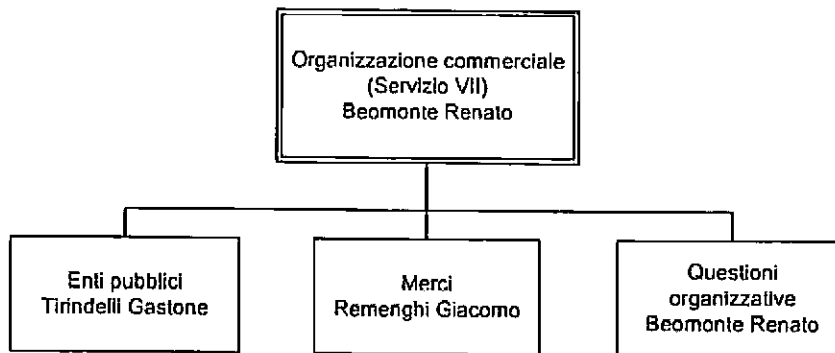 Organizzazione commerciale
(Servizio VII)
Beomonte Renato
Enti pubblici
Tirindelli Gastone
Merci
Remenghi Giacomo
Questioni
organizzative
Beomonte Renato